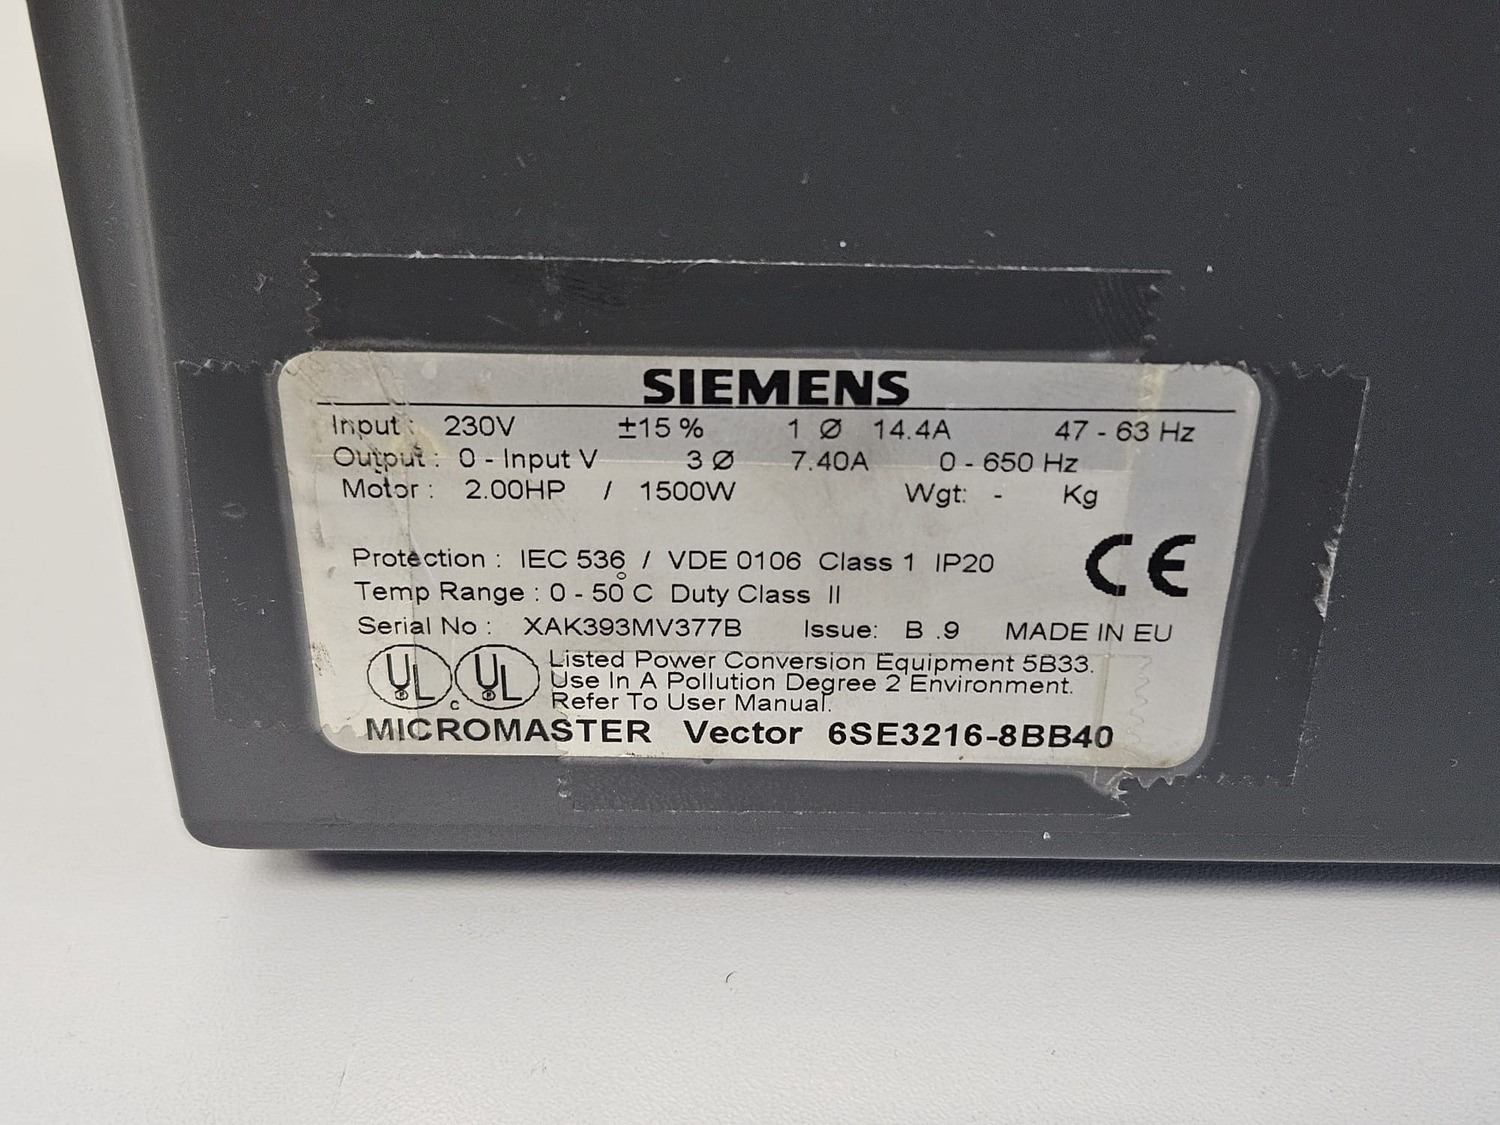 SIEMENS
Input : 230V ±15 % 1 Ø 14.4A 47 - 63 Hz
Output : 0 - Input V 3 Ø 7.40A 0 - 650 Hz
Motor : 2.00HP / 1500W Wgt: - Kg
Protection : IEC 536 / VDE 0106 Class 1 IP20
CE
Temp Range : 0 - 50°C Duty Class II
Serial No : XAK393MV377B Issue: B .9 MADE IN EU
UL c UL Listed Power Conversion Equipment 5B33.
Use In A Pollution Degree 2 Environment.
Refer To User Manual.
MICROMASTER Vector 6SE3216-8BB40